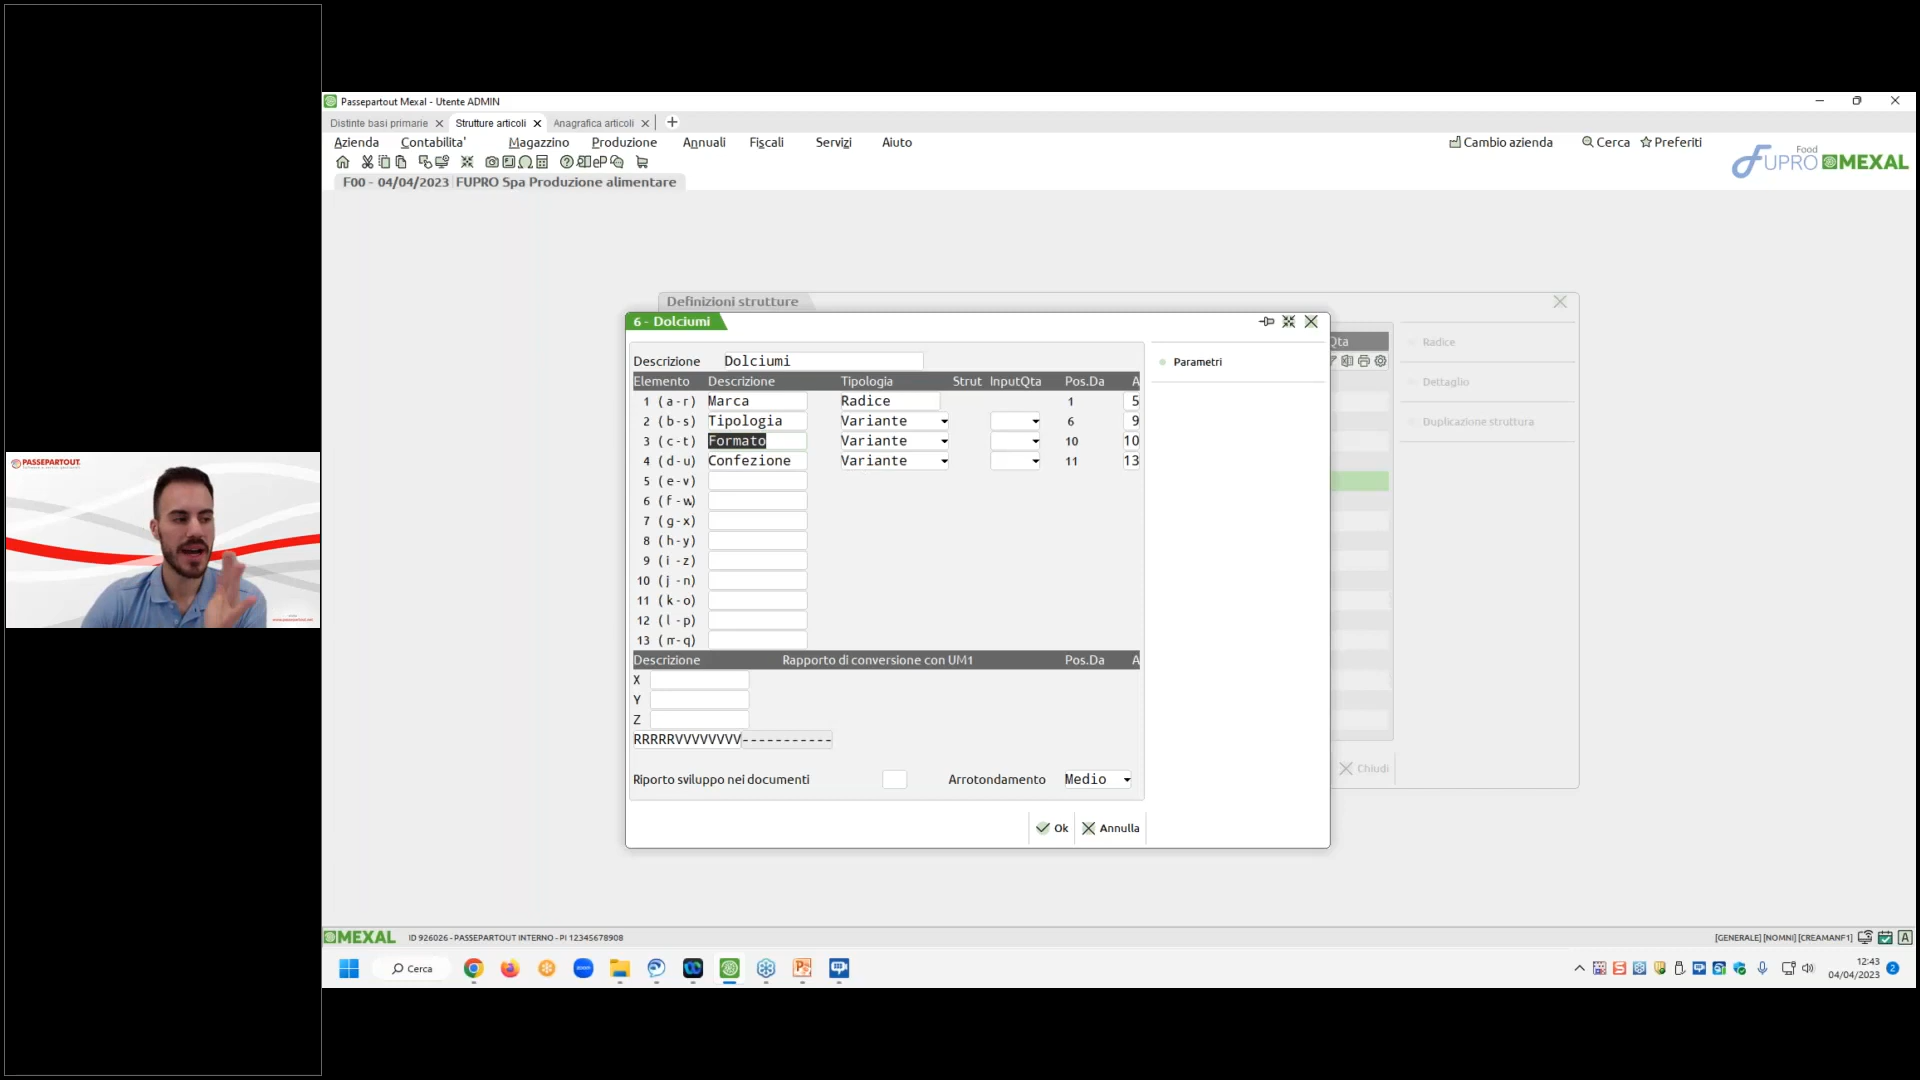 Passepartout Mexal - Utente ADMIN
Distinte basi primarie
Strutture articoli
Anagrafica articoli
Azienda Contabilita' Magazzino Produzione Annuali Fiscali Servizi Aiuto
Cambio azienda Cerca Preferiti
Food
FUPRO MEXAL
F00 - 04/04/2023 FUPRO Spa Produzione alimentare
Definizioni strutture
6 - Dolciumi
Qta
Radice
Dettaglio
Duplicazione struttura
Chiudi
Parametri
Descrizione Dolciumi
Elemento Descrizione Tipologia Strut InputQta Pos.Da A
1 (a-r) Marca Radice 1 5
2 (b-s) Tipologia Variante 6 9
3 (c-t) Formato Variante 10 10
4 (d-u) Confezione Variante 11 13
5 (e-v)
6 (f-w)
7 (g-x)
8 (h-y)
9 (i-z)
10 (j-n)
11 (k-o)
12 (l-p)
13 (m-q)
Descrizione Rapporto di conversione con UM1 Pos.Da A
X
Y
Z
RRRRRVVVVVVVV-----------
Riporto sviluppo nei documenti Arrotondamento Medio
Ok Annulla
PASSEPARTOUT
MEXAL ID 926026 - PASSEPARTOUT INTERNO - PI 12345678908
[GENERALE] [NOMNI] [CREAMANF1]
A
Cerca
12:43
04/04/2023
2